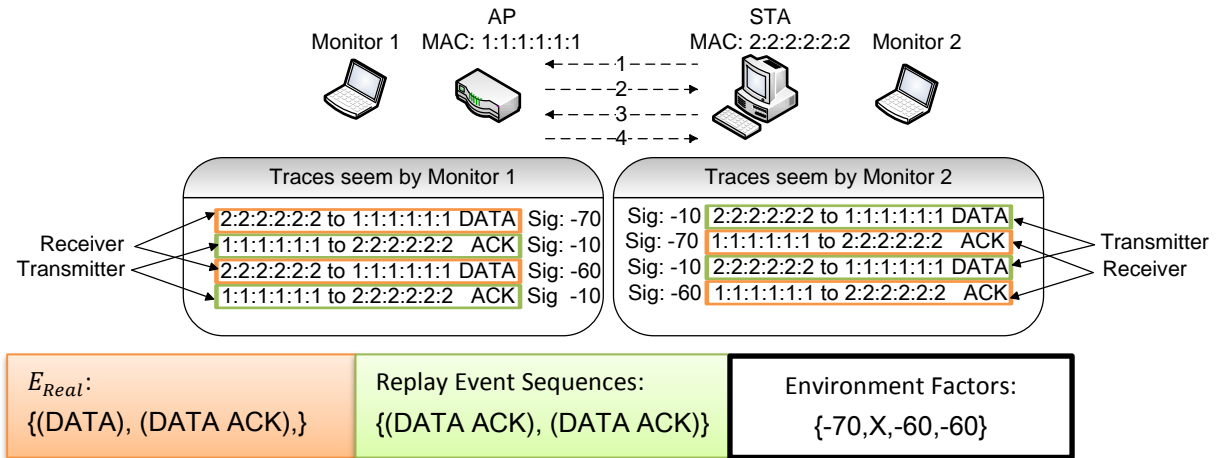 AP
STA
Monitor 1
MAC: 1:1:1:1:1:1
MAC: 2:2:2:2:2:2
Monitor 2
1
2
3
4
Traces seem by Monitor 1
2:2:2:2:2:2 to 1:1:1:1:1:1 DATA Sig: -70
1:1:1:1:1:1 to 2:2:2:2:2:2 ACK Sig: -10
2:2:2:2:2:2 to 1:1:1:1:1:1 DATA Sig: -60
1:1:1:1:1:1 to 2:2:2:2:2:2 ACK Sig -10
Receiver
Transmitter
Traces seem by Monitor 2
Sig: -10 2:2:2:2:2:2 to 1:1:1:1:1:1 DATA
Sig: -70 1:1:1:1:1:1 to 2:2:2:2:2:2 ACK
Sig: -10 2:2:2:2:2:2 to 1:1:1:1:1:1 DATA
Sig: -60 1:1:1:1:1:1 to 2:2:2:2:2:2 ACK
Transmitter
Receiver
E_Real:
{(DATA), (DATA ACK),}
Replay Event Sequences:
{(DATA ACK), (DATA ACK)}
Environment Factors:
{-70,X,-60,-60}